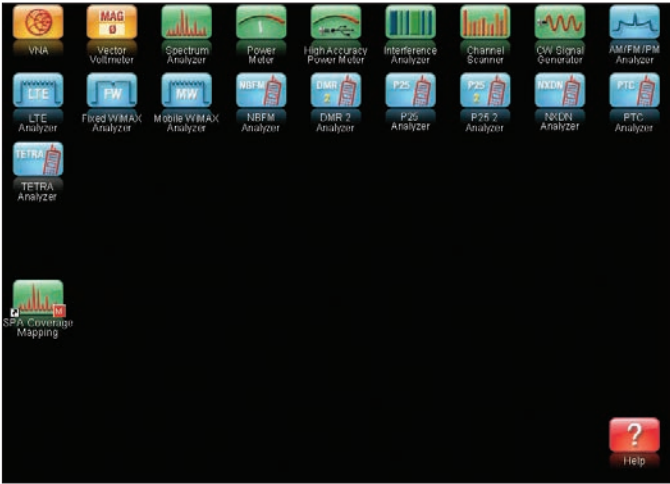 MAG
Ø
VNA
Vector
Voltmeter
Spectrum
Analyzer
Power
Meter
High Accuracy
Power Meter
Interference
Analyzer
Channel
Scanner
CW Signal
Generator
AM/FM/PM
Analyzer
LTE
LTE
Analyzer
FW
Fixed WiMAX
Analyzer
MW
Mobile WiMAX
Analyzer
NBFM
NBFM
Analyzer
DMR
2
DMR 2
Analyzer
P25
P25
Analyzer
P25
2
P25 2
Analyzer
NXDN
NXDN
Analyzer
PTC
PTC
Analyzer
TETRA
TETRA
Analyzer
M
SPA Coverage
Mapping
?
Help